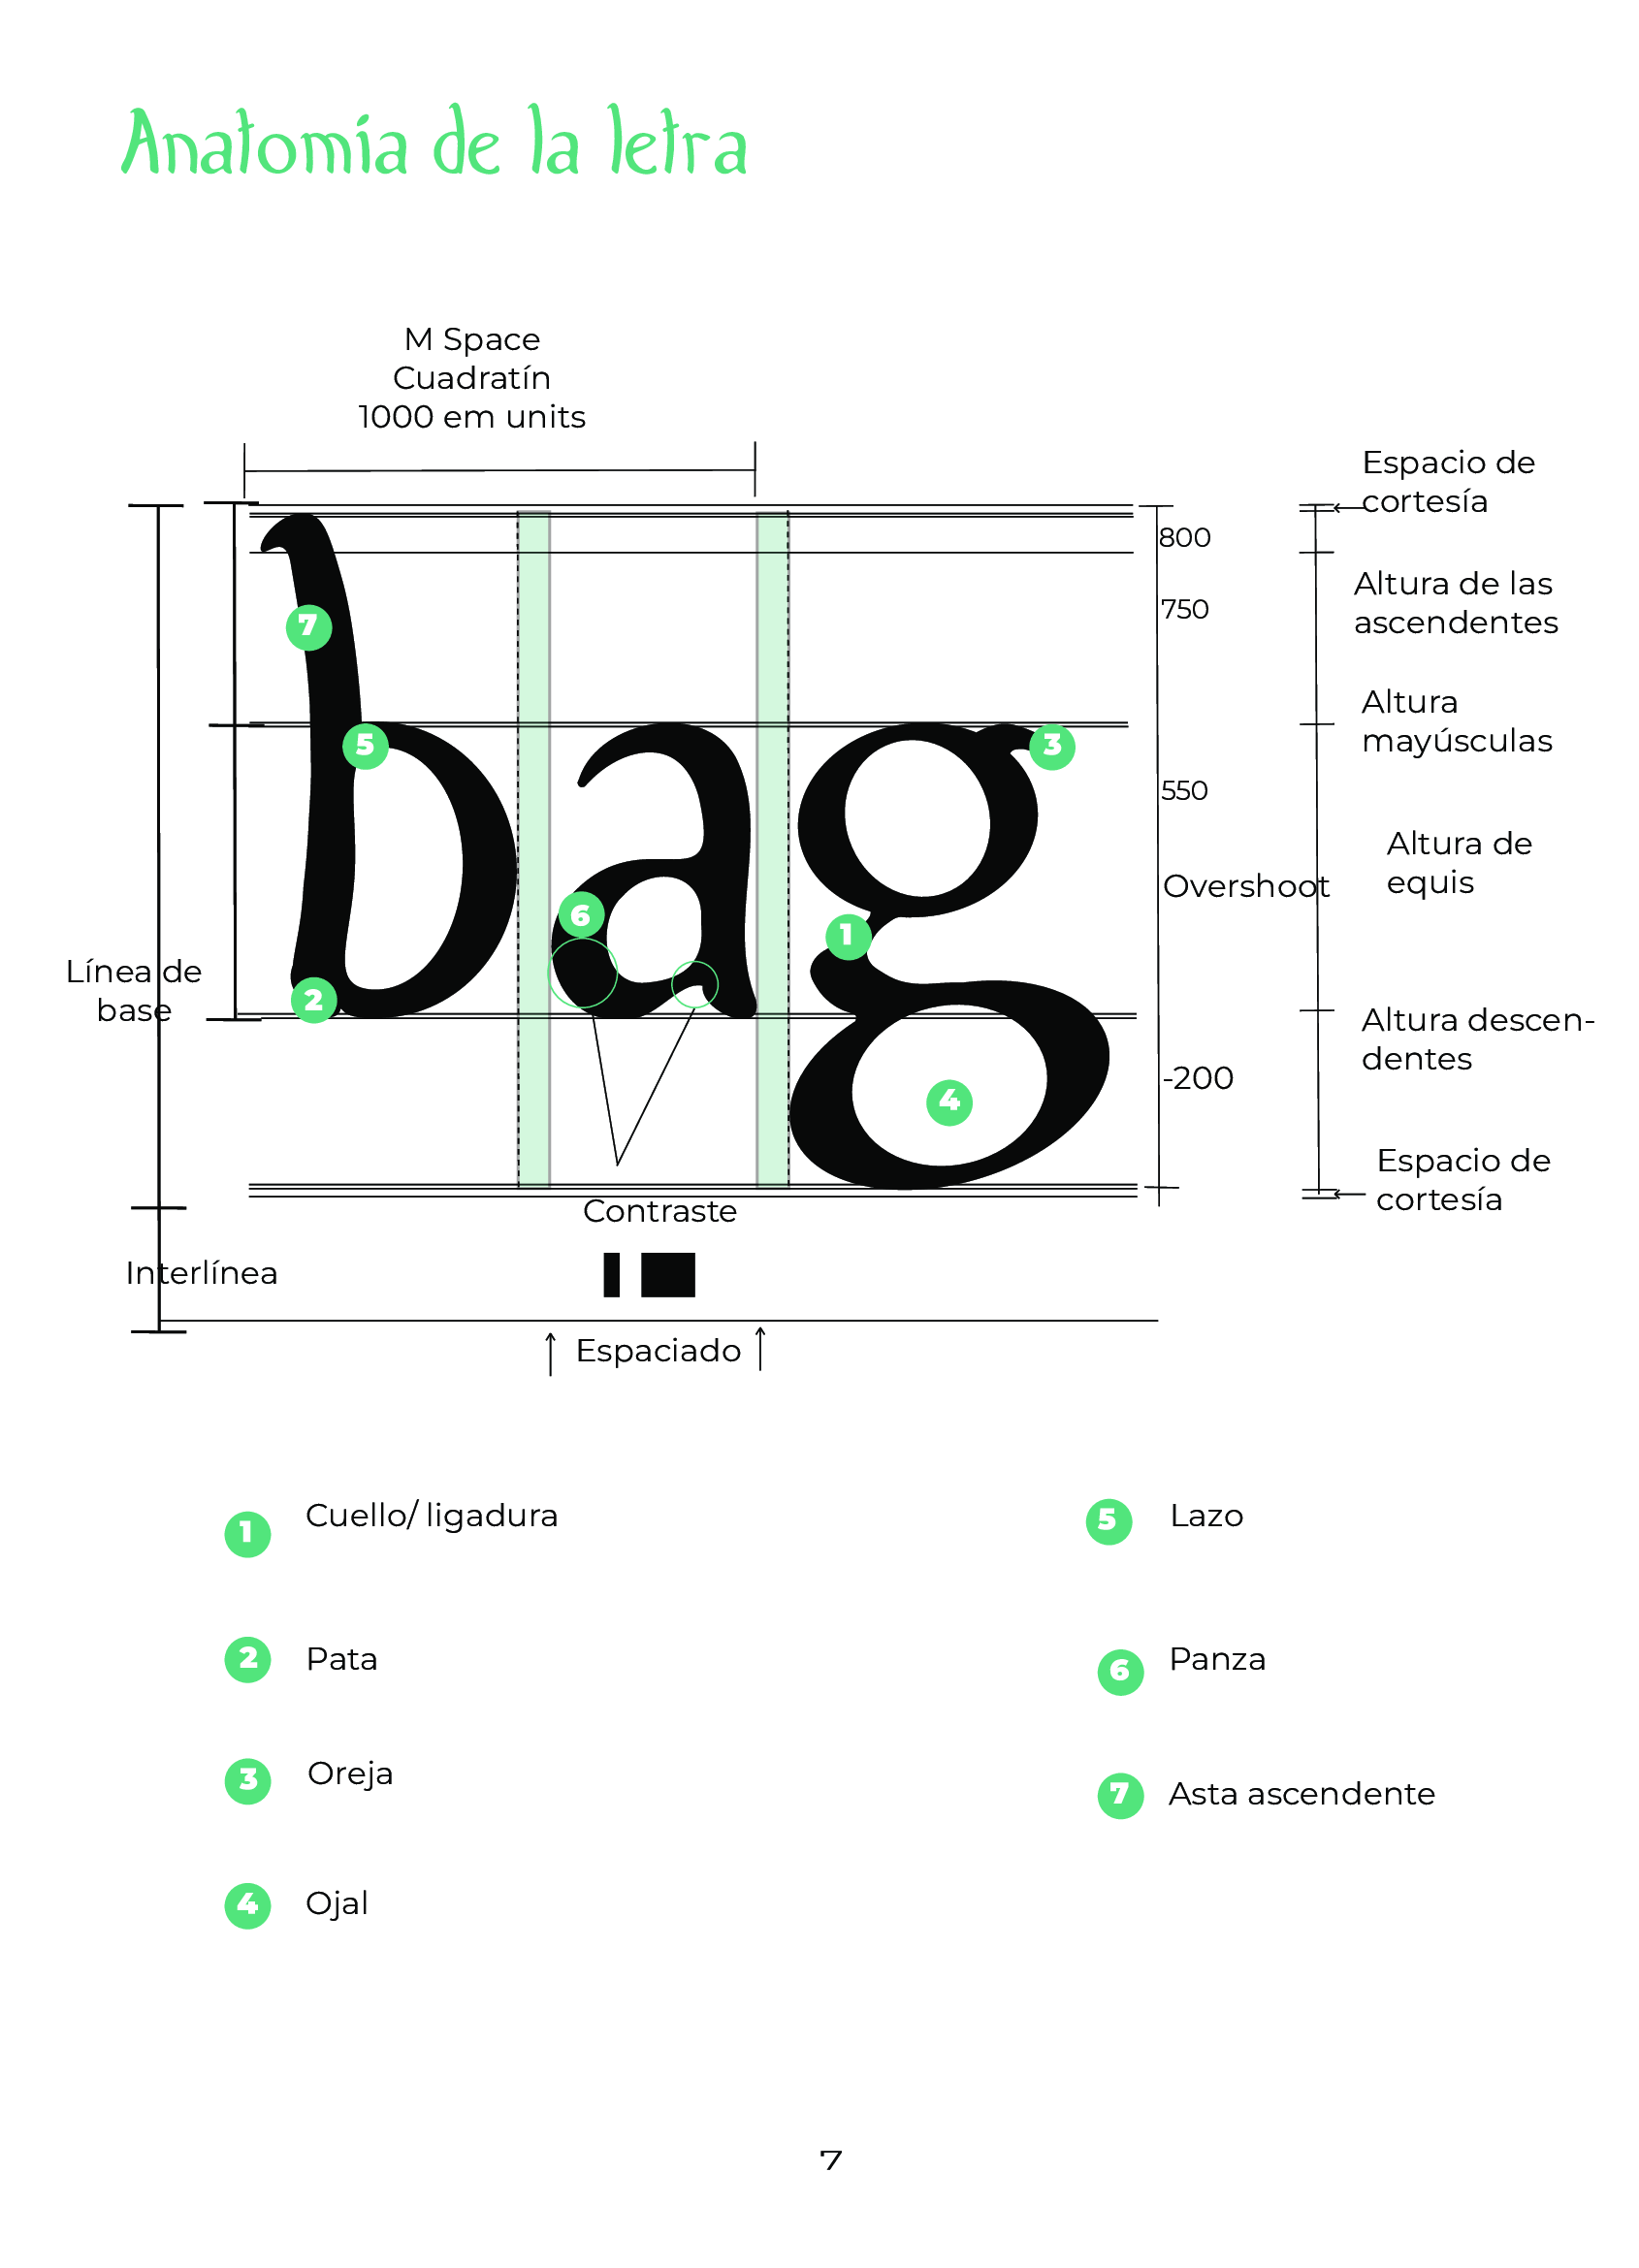 Anatomía de la letra
M Space
Cuadratín
1000 em units
Espacio de
cortesía
800
Altura de las
ascendentes
750
7
Altura
mayúsculas
5
3
550
Altura de
equis
Overshoot
6
1
Línea de
base
2
Altura descen-
dentes
-200
4
Espacio de
cortesía
Contraste
Interlínea
Espaciado
bag
1 Cuello/ ligadura
2 Pata
3 Oreja
4 Ojal
5 Lazo
6 Panza
7 Asta ascendente
7